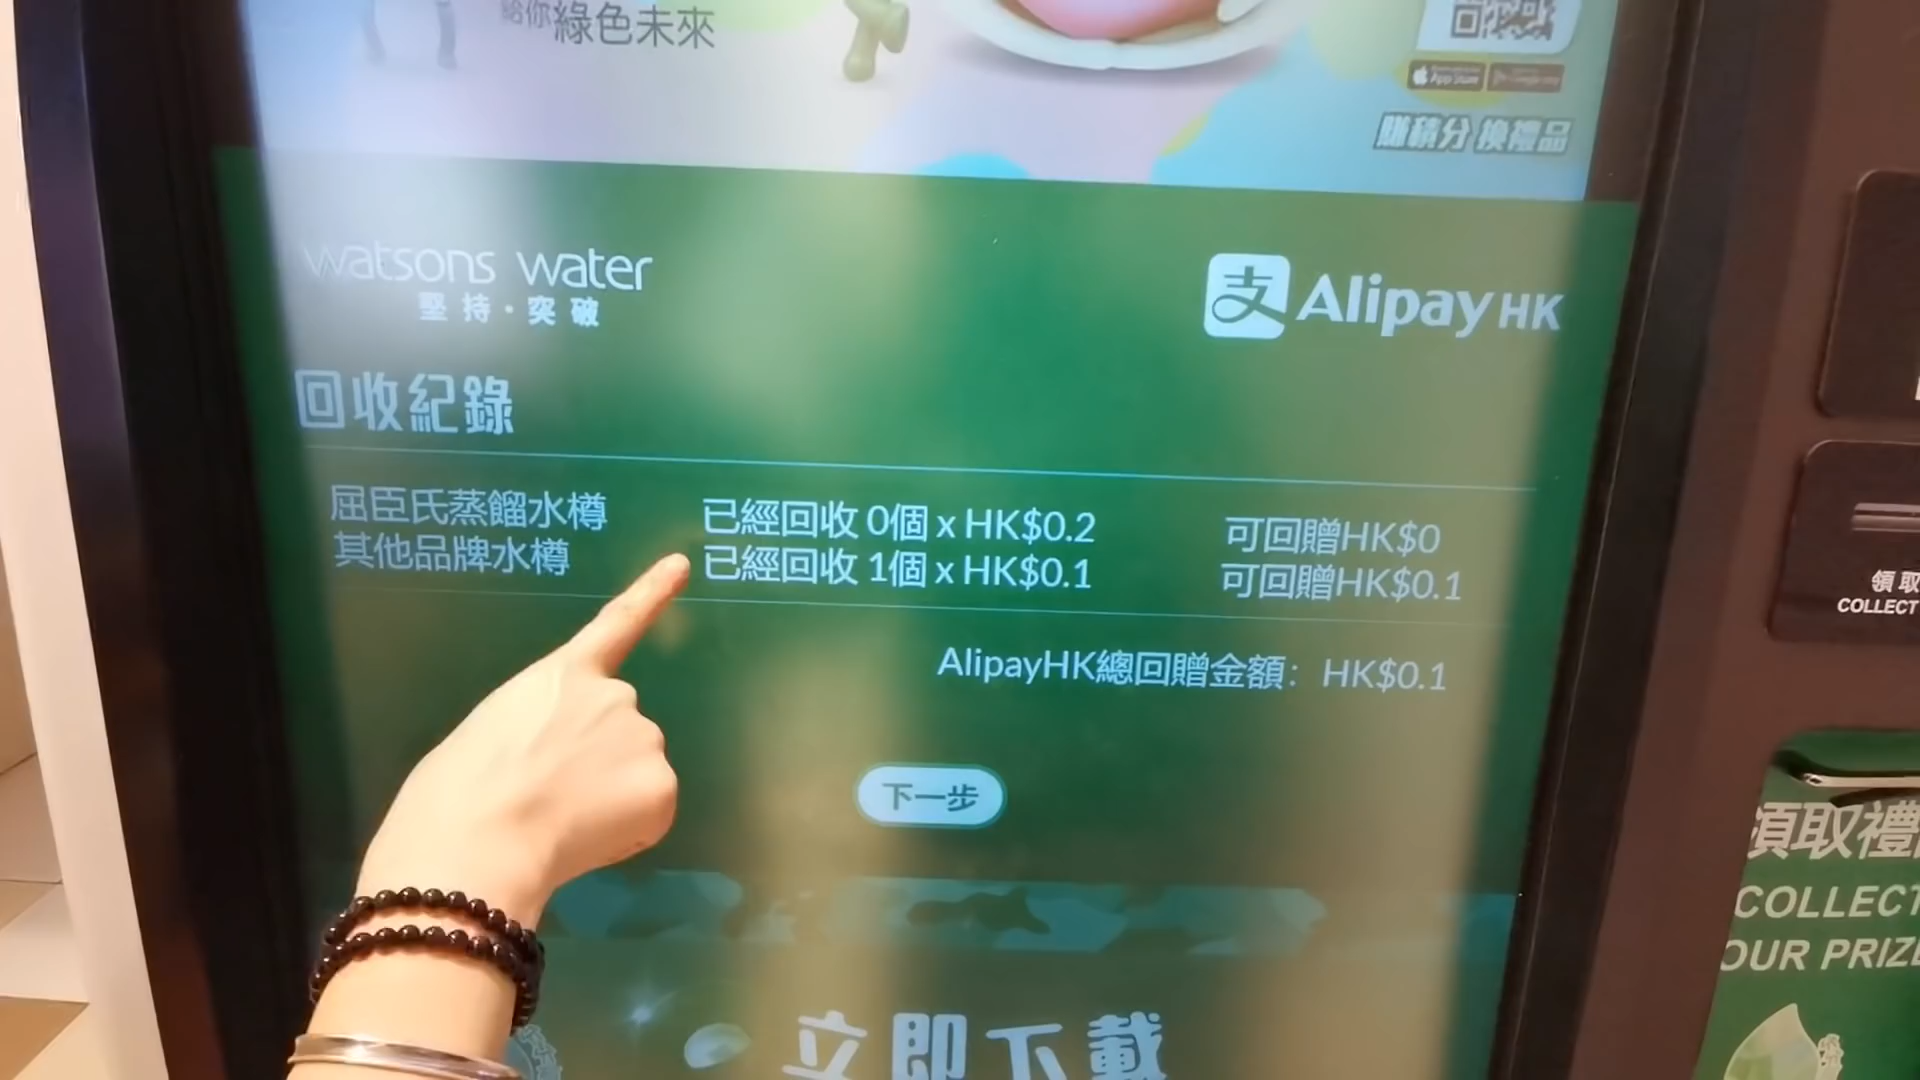 給你綠色未來
App Store
賺積分 換禮品
watsons water
堅持·突破
支 Alipay HK
回收紀錄
屈臣氏蒸餾水樽 已經回收 0個 x HK$0.2 可回贈HK$0
其他品牌水樽 已經回收 1個 x HK$0.1 可回贈HK$0.1
AlipayHK總回贈金額：HK$0.1
下一步
立即下載
領取
COLLECT
領取禮
COLLECT
OUR PRIZE